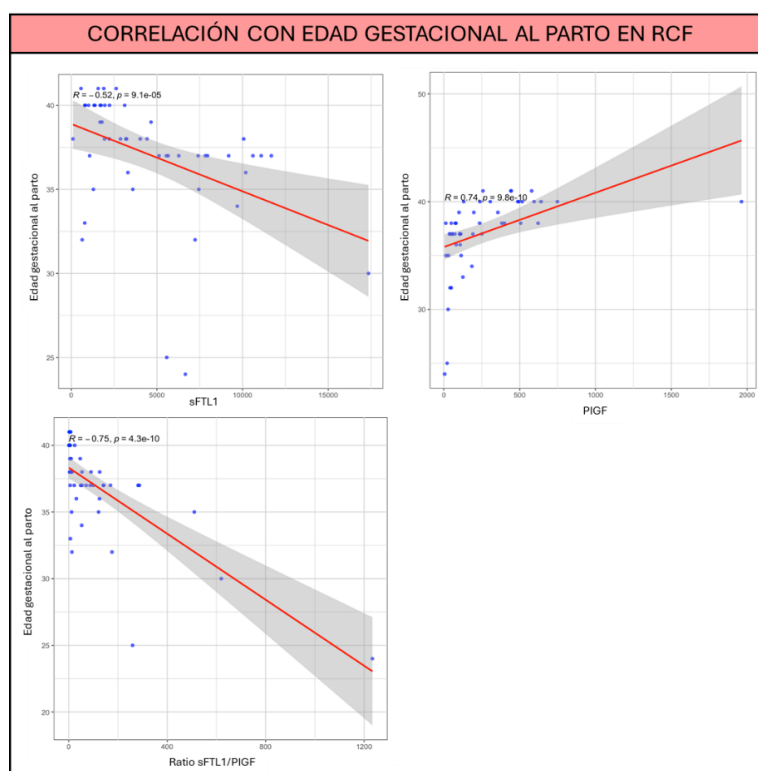 CORRELACIÓN CON EDAD GESTACIONAL AL PARTO EN RCF
R = −0.52, p = 9.1e-05
40
35
30
25
Edad gestacional al parto
0
5000
10000
15000
sFTL1
R = 0.74, p = 9.8e-10
50
40
30
Edad gestacional al parto
0
500
1000
1500
2000
PIGF
R = −0.75, p = 4.3e-10
40
35
30
25
20
Edad gestacional al parto
0
400
800
1200
Ratio sFTL1/PIGF